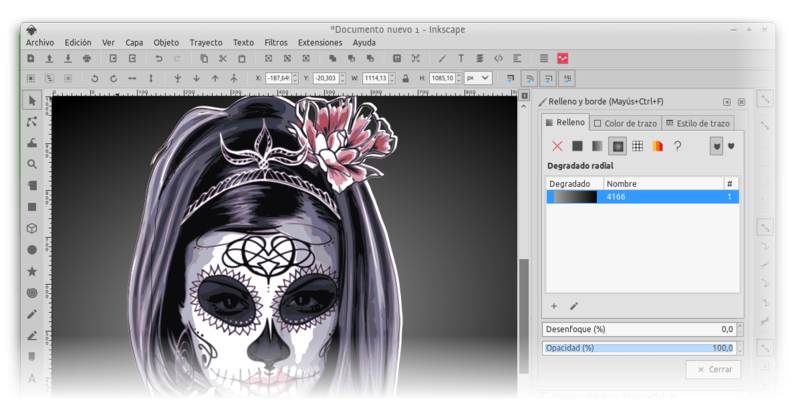 *Documento nuevo 1 - Inkscape
Archivo Edición Ver Capa Objeto Trayecto Texto Filtros Extensiones Ayuda
X: -187,649 Y: -20,303 W: 1114,13 H: 1085,10 px
Relleno y borde (Mayús+Ctrl+F)
Relleno Color de trazo Estilo de trazo
Degradado radial
Degradado Nombre #
4166 1
Desenfoque (%) 0,0
Opacidad (%) 100,0
Cerrar